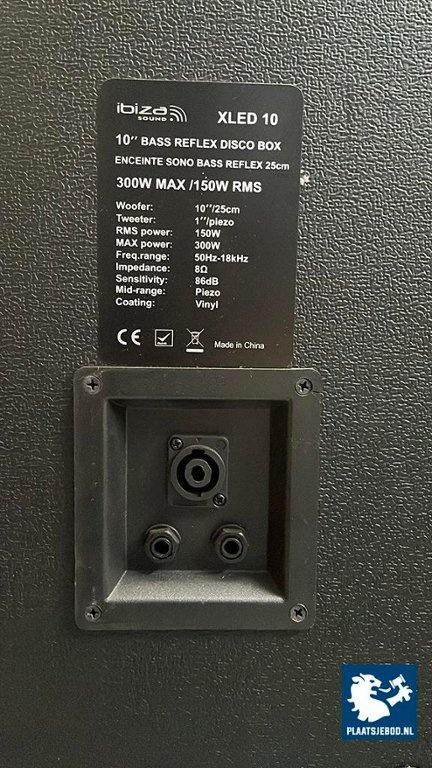 ibiza
SOUND
XLED 10
10'' BASS REFLEX DISCO BOX
ENCEINTE SONO BASS REFLEX 25cm
300W MAX /150W RMS
Woofer: 10''/25cm
Tweeter: 1''/piezo
RMS power: 150W
MAX power: 300W
Freq.range: 50Hz-18kHz
Impedance: 8Ω
Sensitivity: 86dB
Mid-range: Piezo
Coating: Vinyl
CE
Made in China
PLAATSJEBOD.NL